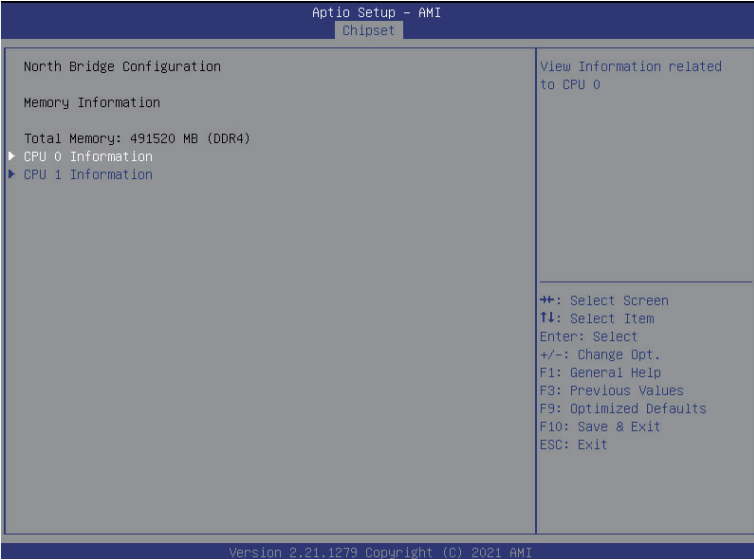 Aptio Setup - AMI
Chipset
North Bridge Configuration
Memory Information
Total Memory: 491520 MB (DDR4)
CPU 0 Information
CPU 1 Information
View Information related
to CPU 0
→←: Select Screen
↑↓: Select Item
Enter: Select
+/-: Change Opt.
F1: General Help
F3: Previous Values
F9: Optimized Defaults
F10: Save & Exit
ESC: Exit
Version 2.21.1279 Copyright (C) 2021 AMI